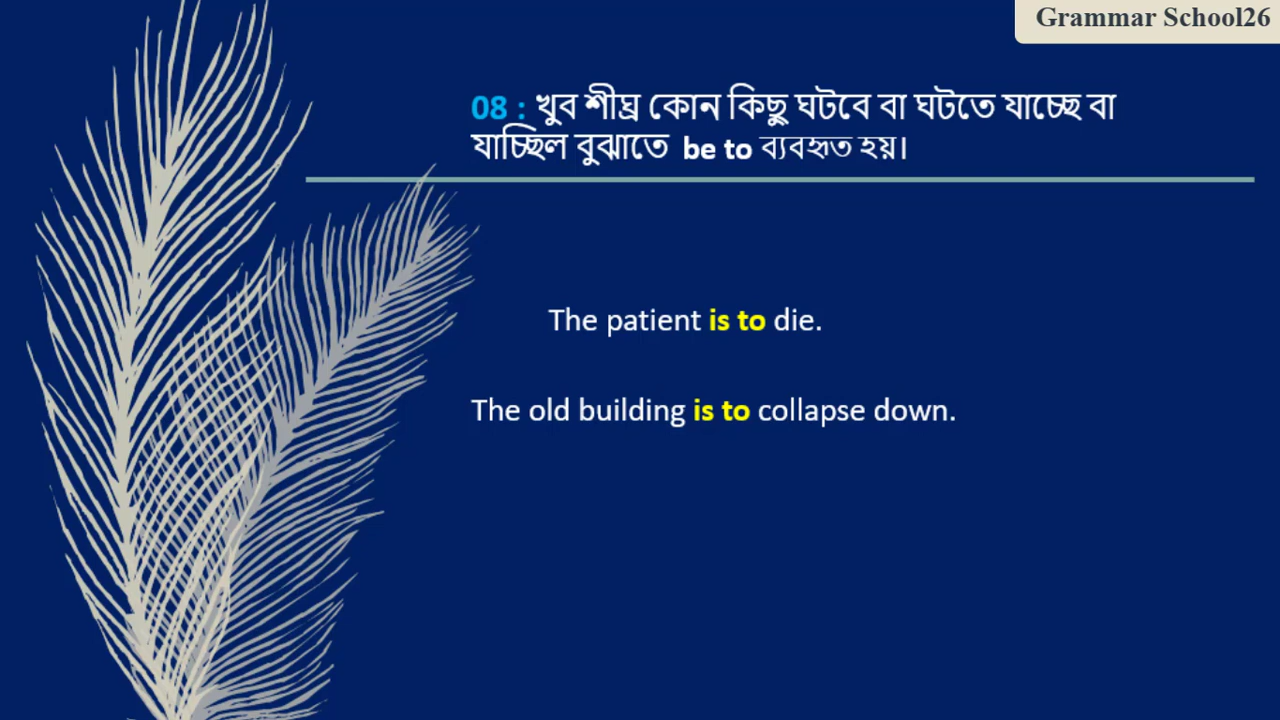 Grammar School26
08 : খুব শীঘ্র কোন কিছু ঘটবে বা ঘটতে যাচ্ছে বা
যাচ্ছিল বুঝাতে be to ব্যবহৃত হয়।
The patient is to die.
The old building is to collapse down.